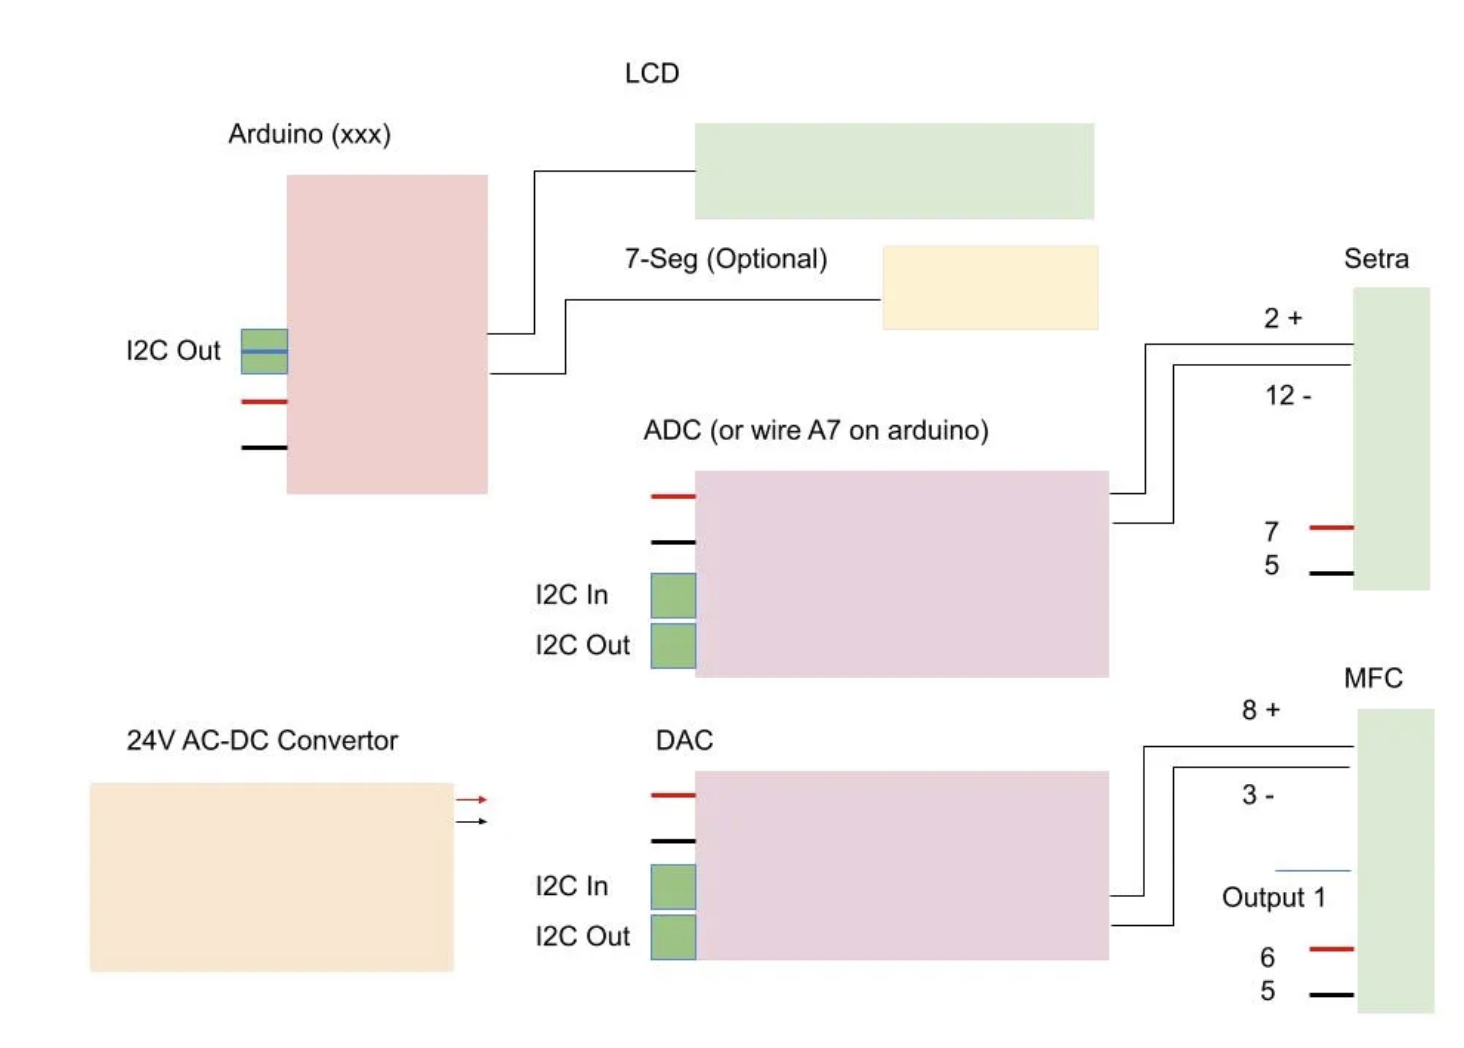 LCD
Arduino (xxx)
7-Seg (Optional)
Setra
2 +
I2C Out
12 -
ADC (or wire A7 on arduino)
7
5
I2C In
I2C Out
MFC
8 +
24V AC-DC Convertor
DAC
3 -
I2C In
Output 1
I2C Out
6
5